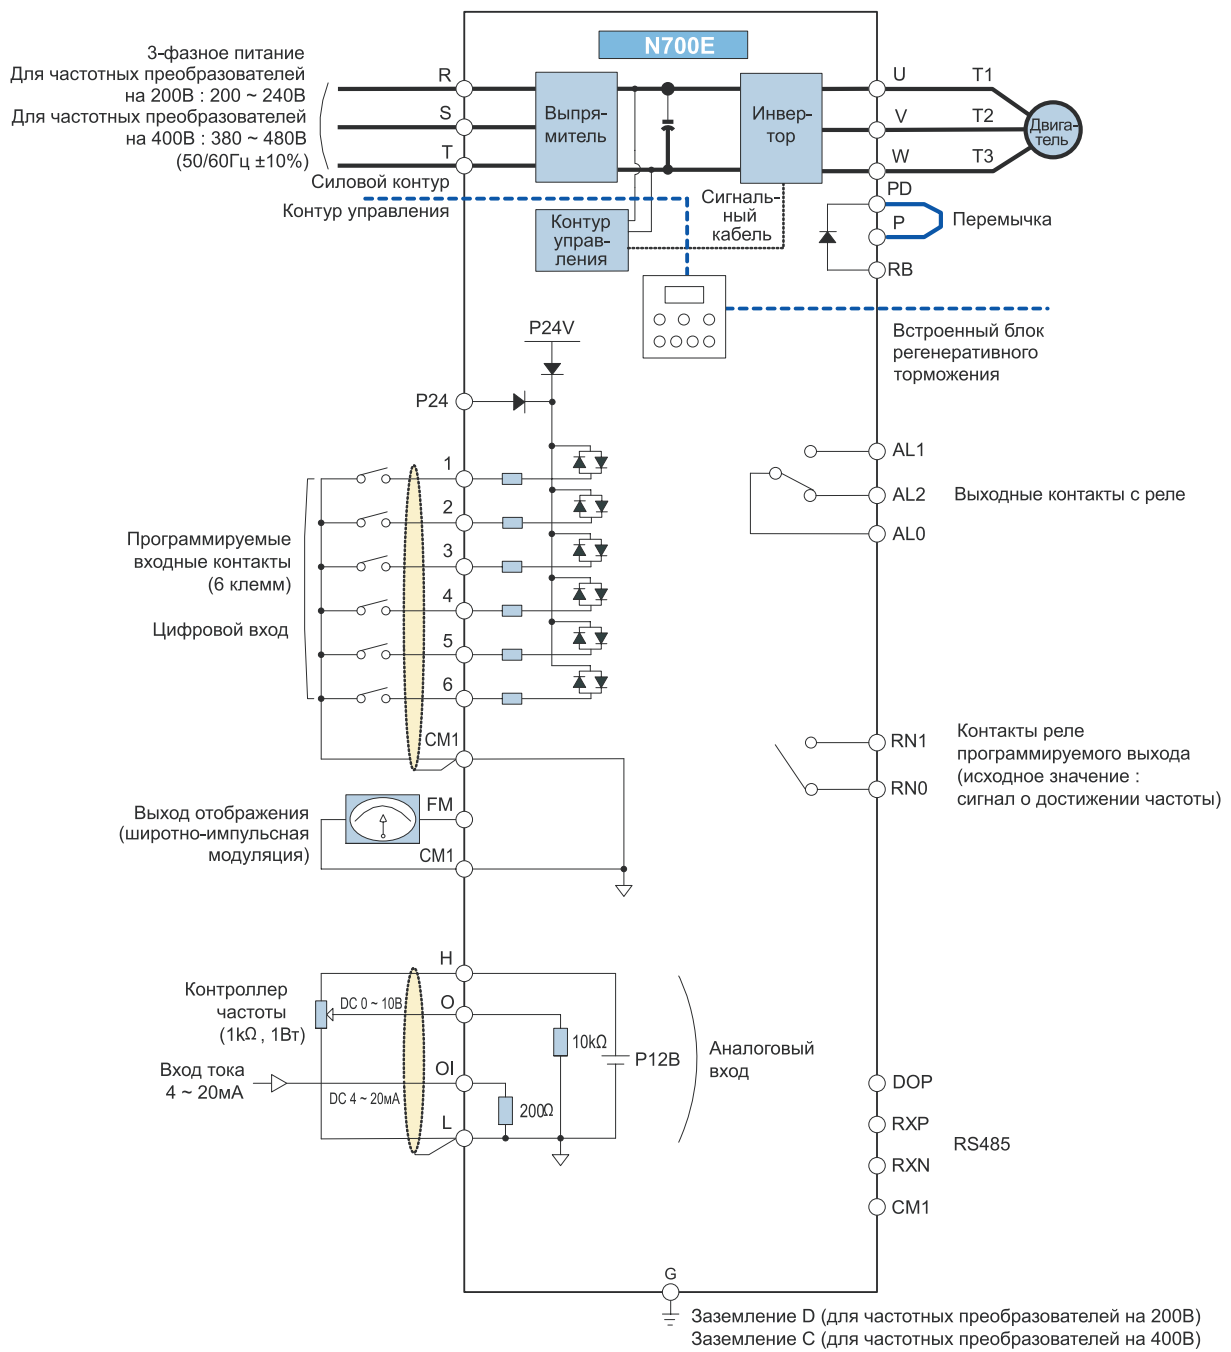 N700E
3-фазное питание
Для частотных преобразователей
на 200В : 200 ~ 240В
Для частотных преобразователей
на 400В : 380 ~ 480В
(50/60Гц ±10%)
R
S
T
Выпря-
митель
Инвер-
тор
U
V
W
T1
T2
T3
Двига-
тель
Силовой контур
Контур управления
Контур
управ-
ления
Сигналь-
ный
кабель
PD
P
RB
Перемычка
Встроенный блок
регенеративного
торможения
P24V
P24
1
2
3
4
5
6
Программируемые
входные контакты
(6 клемм)
Цифровой вход
CM1
AL1
AL2
AL0
Выходные контакты с реле
RN1
RN0
Контакты реле
программируемого выхода
(исходное значение :
сигнал о достижении частоты)
Выход отображения
(широтно-импульсная
модуляция)
FM
CM1
H
O
OI
L
Контроллер
частоты
(1kΩ , 1Вт)
DC 0 ~ 10В
Вход тока
4 ~ 20мА
DC 4 ~ 20мА
10kΩ
200Ω
P12В
Аналоговый
вход
DOP
RXP
RXN
CM1
RS485
G
Заземление D (для частотных преобразователей на 200В)
Заземление C (для частотных преобразователей на 400В)